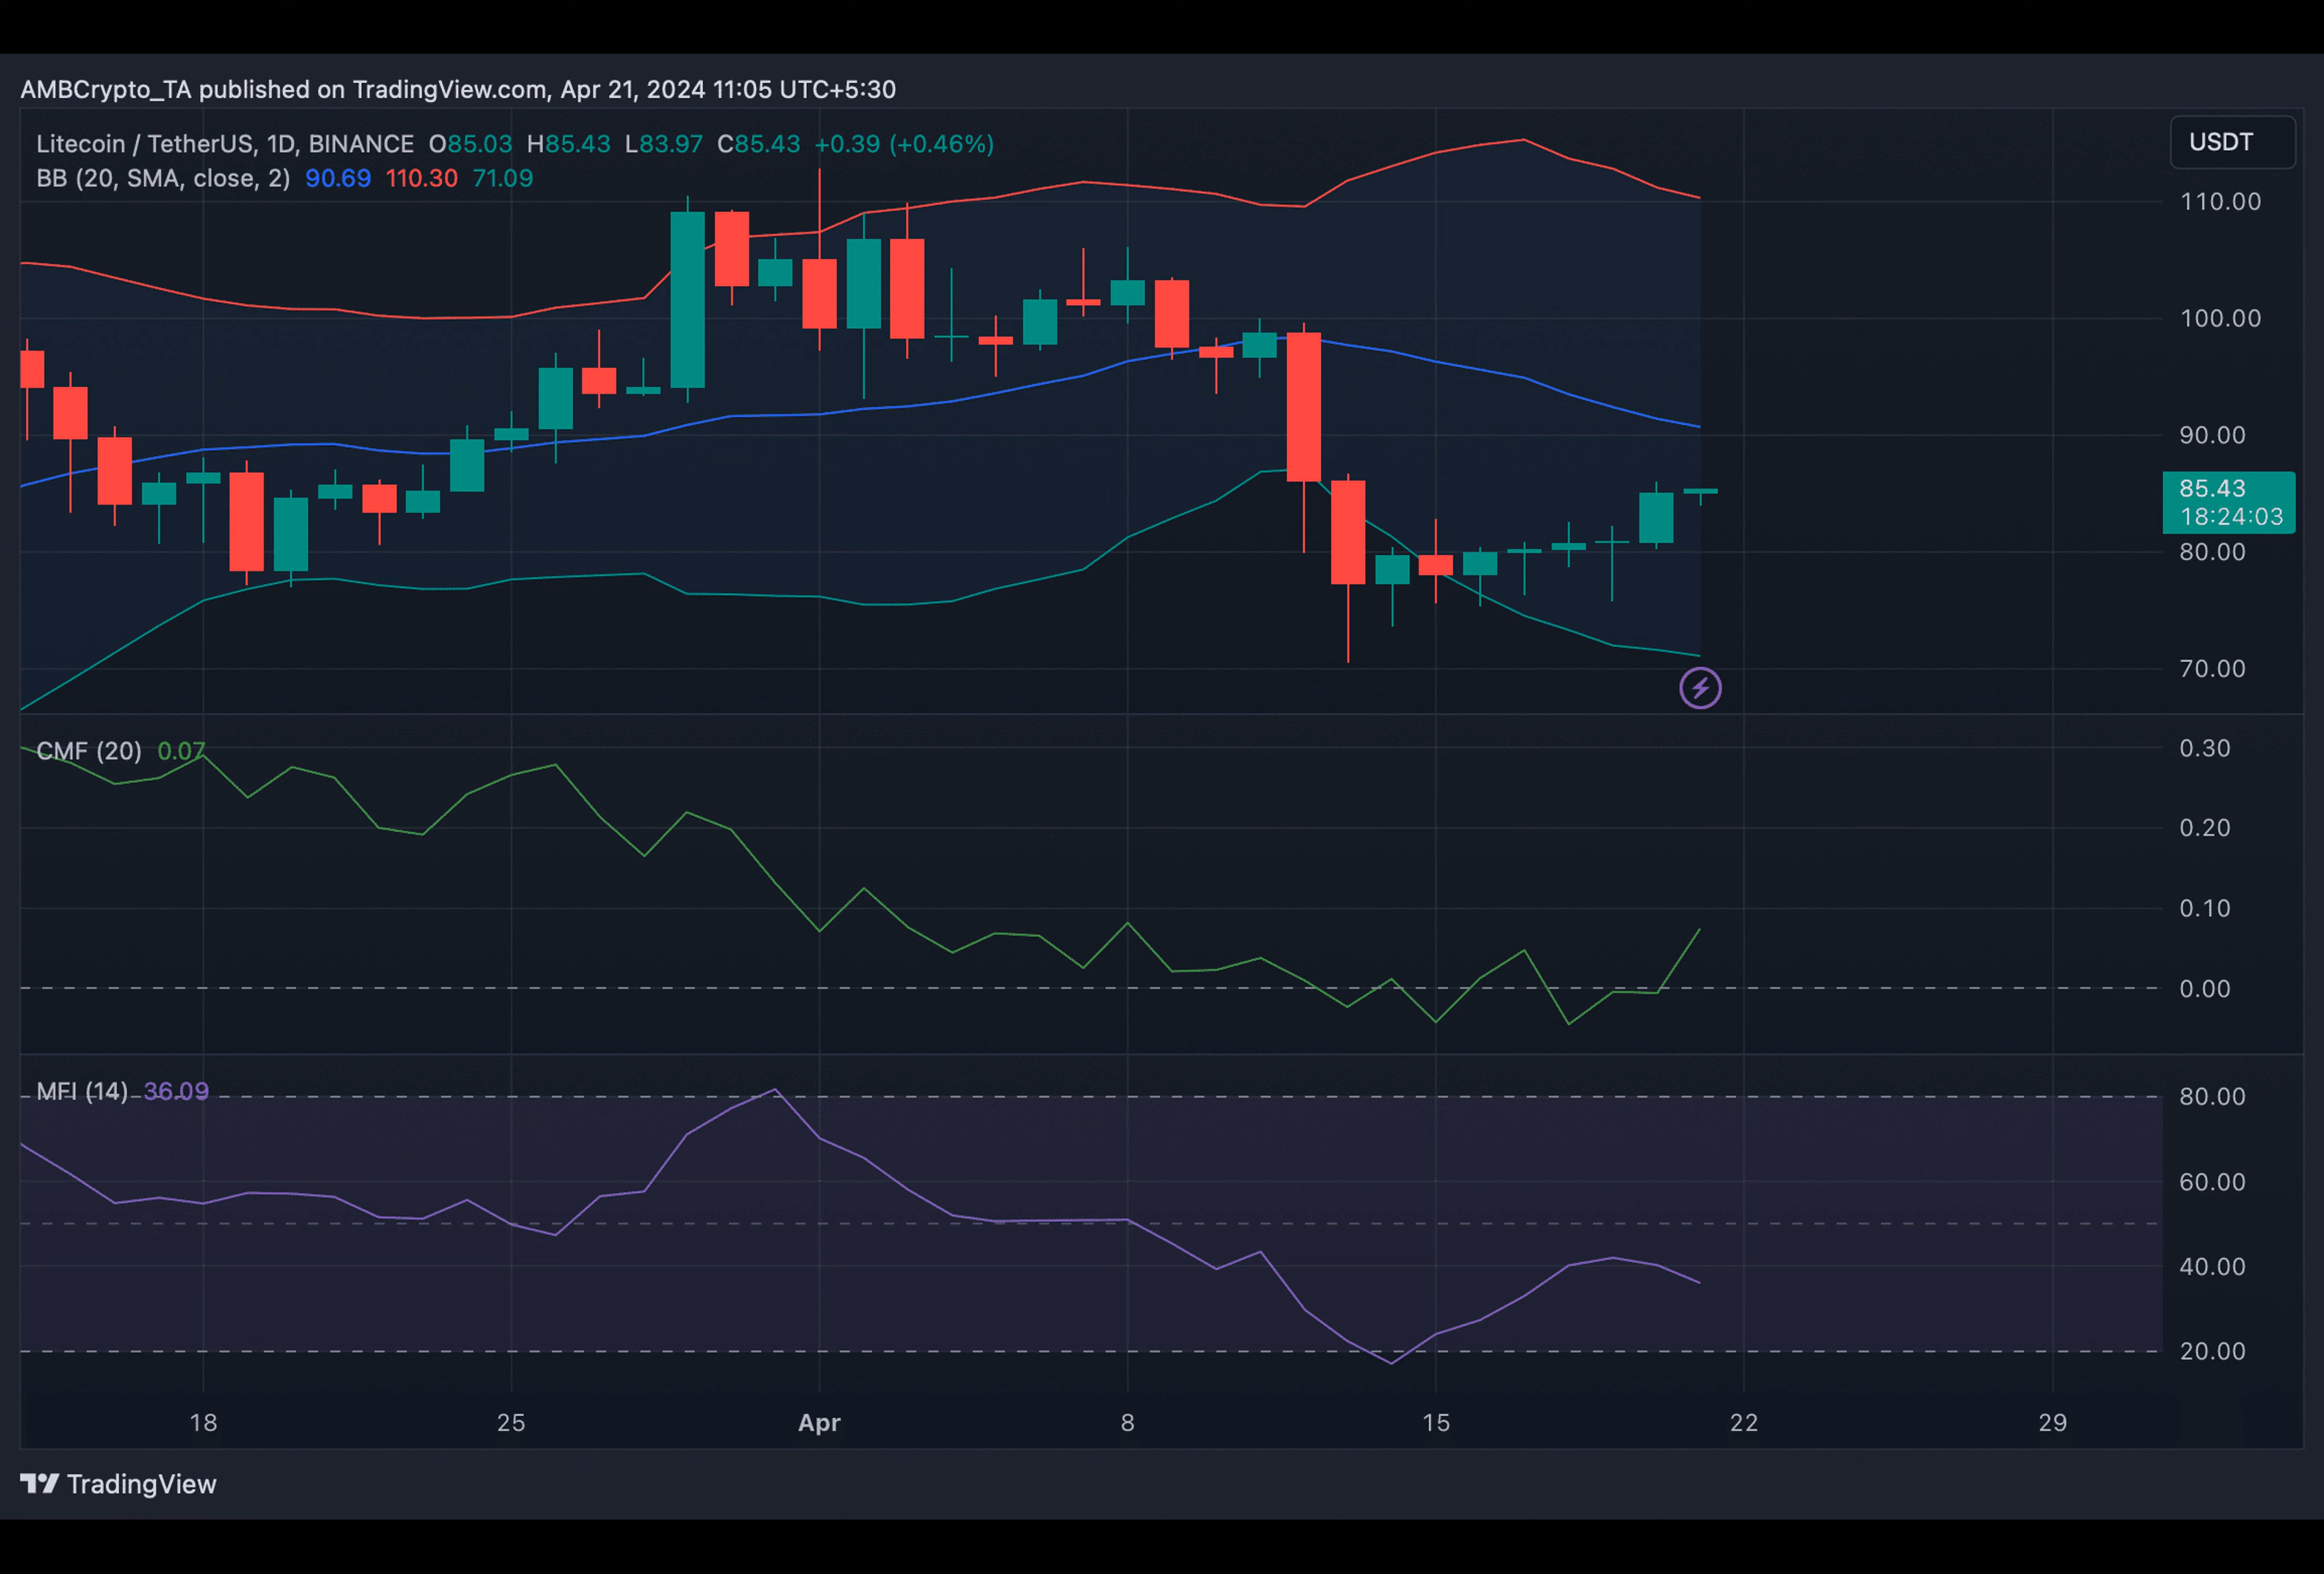 AMBCrypto_TA published on TradingView.com, Apr 21, 2024 11:05 UTC+5:30
Litecoin / TetherUS, 1D, BINANCE O85.03 H85.43 L83.97 C85.43 +0.39 (+0.46%)
BB (20, SMA, close, 2) 90.69 110.30 71.09
USDT
110.00
100.00
90.00
85.43
18:24:03
80.00
70.00
CMF (20) 0.07
0.30
0.20
0.10
0.00
MFI (14) 36.09
80.00
60.00
40.00
20.00
18 25 Apr 8 15 22 29
TradingView